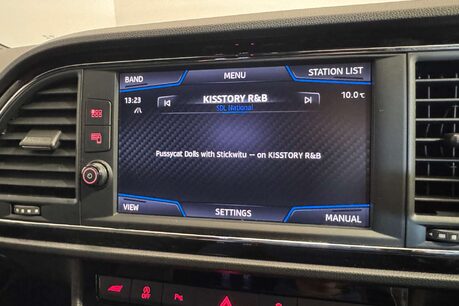 BAND
MENU
STATION LIST
13:23
KISSTORY R&B
10.0°C
SDL National
Pussycat Dolls with Stickwitu -- on KISSTORY R&B
VIEW
SETTINGS
MANUAL
OFF